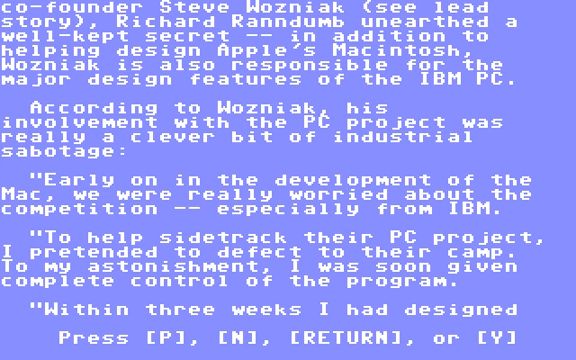 co-founder Steve Wozniak (see lead
story), Richard Ranndumb unearthed a
well-kept secret -- in addition to
helping design Apple's Macintosh,
Wozniak is also responsible for the
major design features of the IBM PC.
According to Wozniak, his
involvement with the PC project was
really a clever bit of industrial
sabotage:
"Early on in the development of the
Mac, we were really worried about the
competition -- especially from IBM.
"To help sidetrack their PC project,
I pretended to defect to their camp.
To my astonishment, I was soon given
complete control of the program.
"Within three weeks I had designed
Press [P], [N], [RETURN], or [Y]